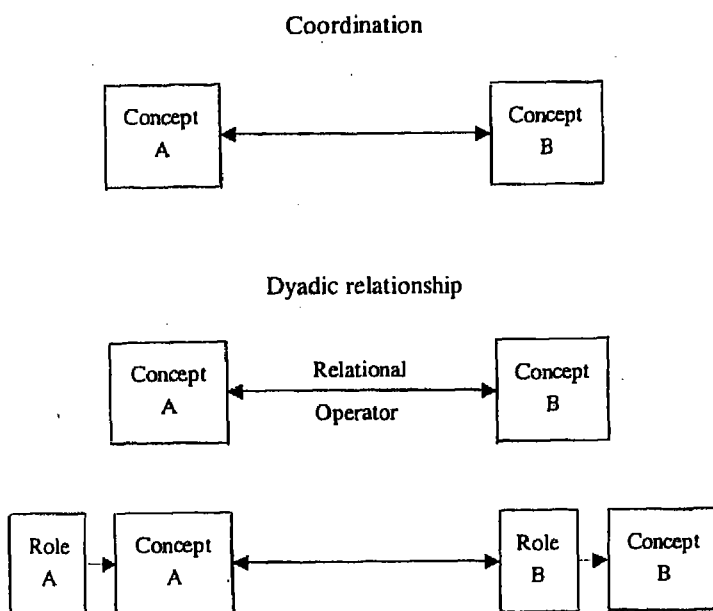 Coordination
Concept
A
Concept
B
Dyadic relationship
Concept
A
Relational
Operator
Concept
B
Role
A
Concept
A
Role
B
Concept
B